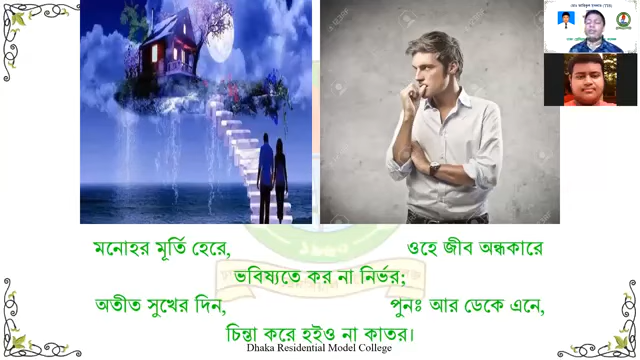 মনোহর মূর্তি হেরে, ওহে জীব অন্ধকারে
ভবিষ্যতে কর না নির্ভর;
অতীত সুখের দিন, পুনঃ আর ডেকে এনে,
চিন্তা করে হইও না কাতর।
Dhaka Residential Model College